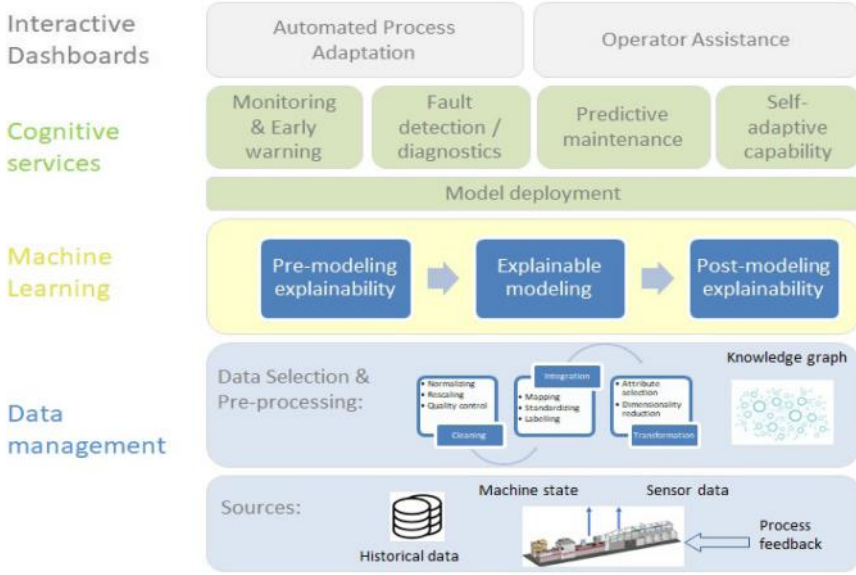 Interactive
Dashboards
Automated Process
Adaptation
Operator Assistance
Cognitive
services
Monitoring
& Early
warning
Fault
detection /
diagnostics
Predictive
maintenance
Self-
adaptive
capability
Model deployment
Machine
Learning
Pre-modeling
explainability
Explainable
modeling
Post-modeling
explainability
Data
management
Data Selection &
Pre-processing:
• Normalizing
• Rescaling
• Quality control
Cleaning
Integration
• Mapping
• Standardizing
• Labelling
• Attribute
selection
• Dimensionality
reduction
Transformation
Knowledge graph
Sources:
Historical data
Machine state
Sensor data
Process
feedback